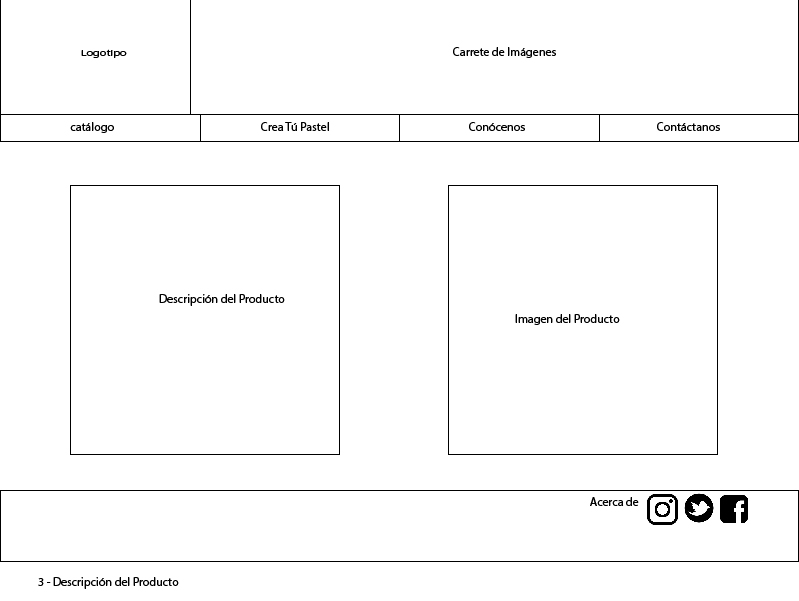 Logotipo
Carrete de Imágenes
catálogo
Crea Tú Pastel
Conócenos
Contáctanos
Descripción del Producto
Imagen del Producto
Acerca de
3 - Descripción del Producto